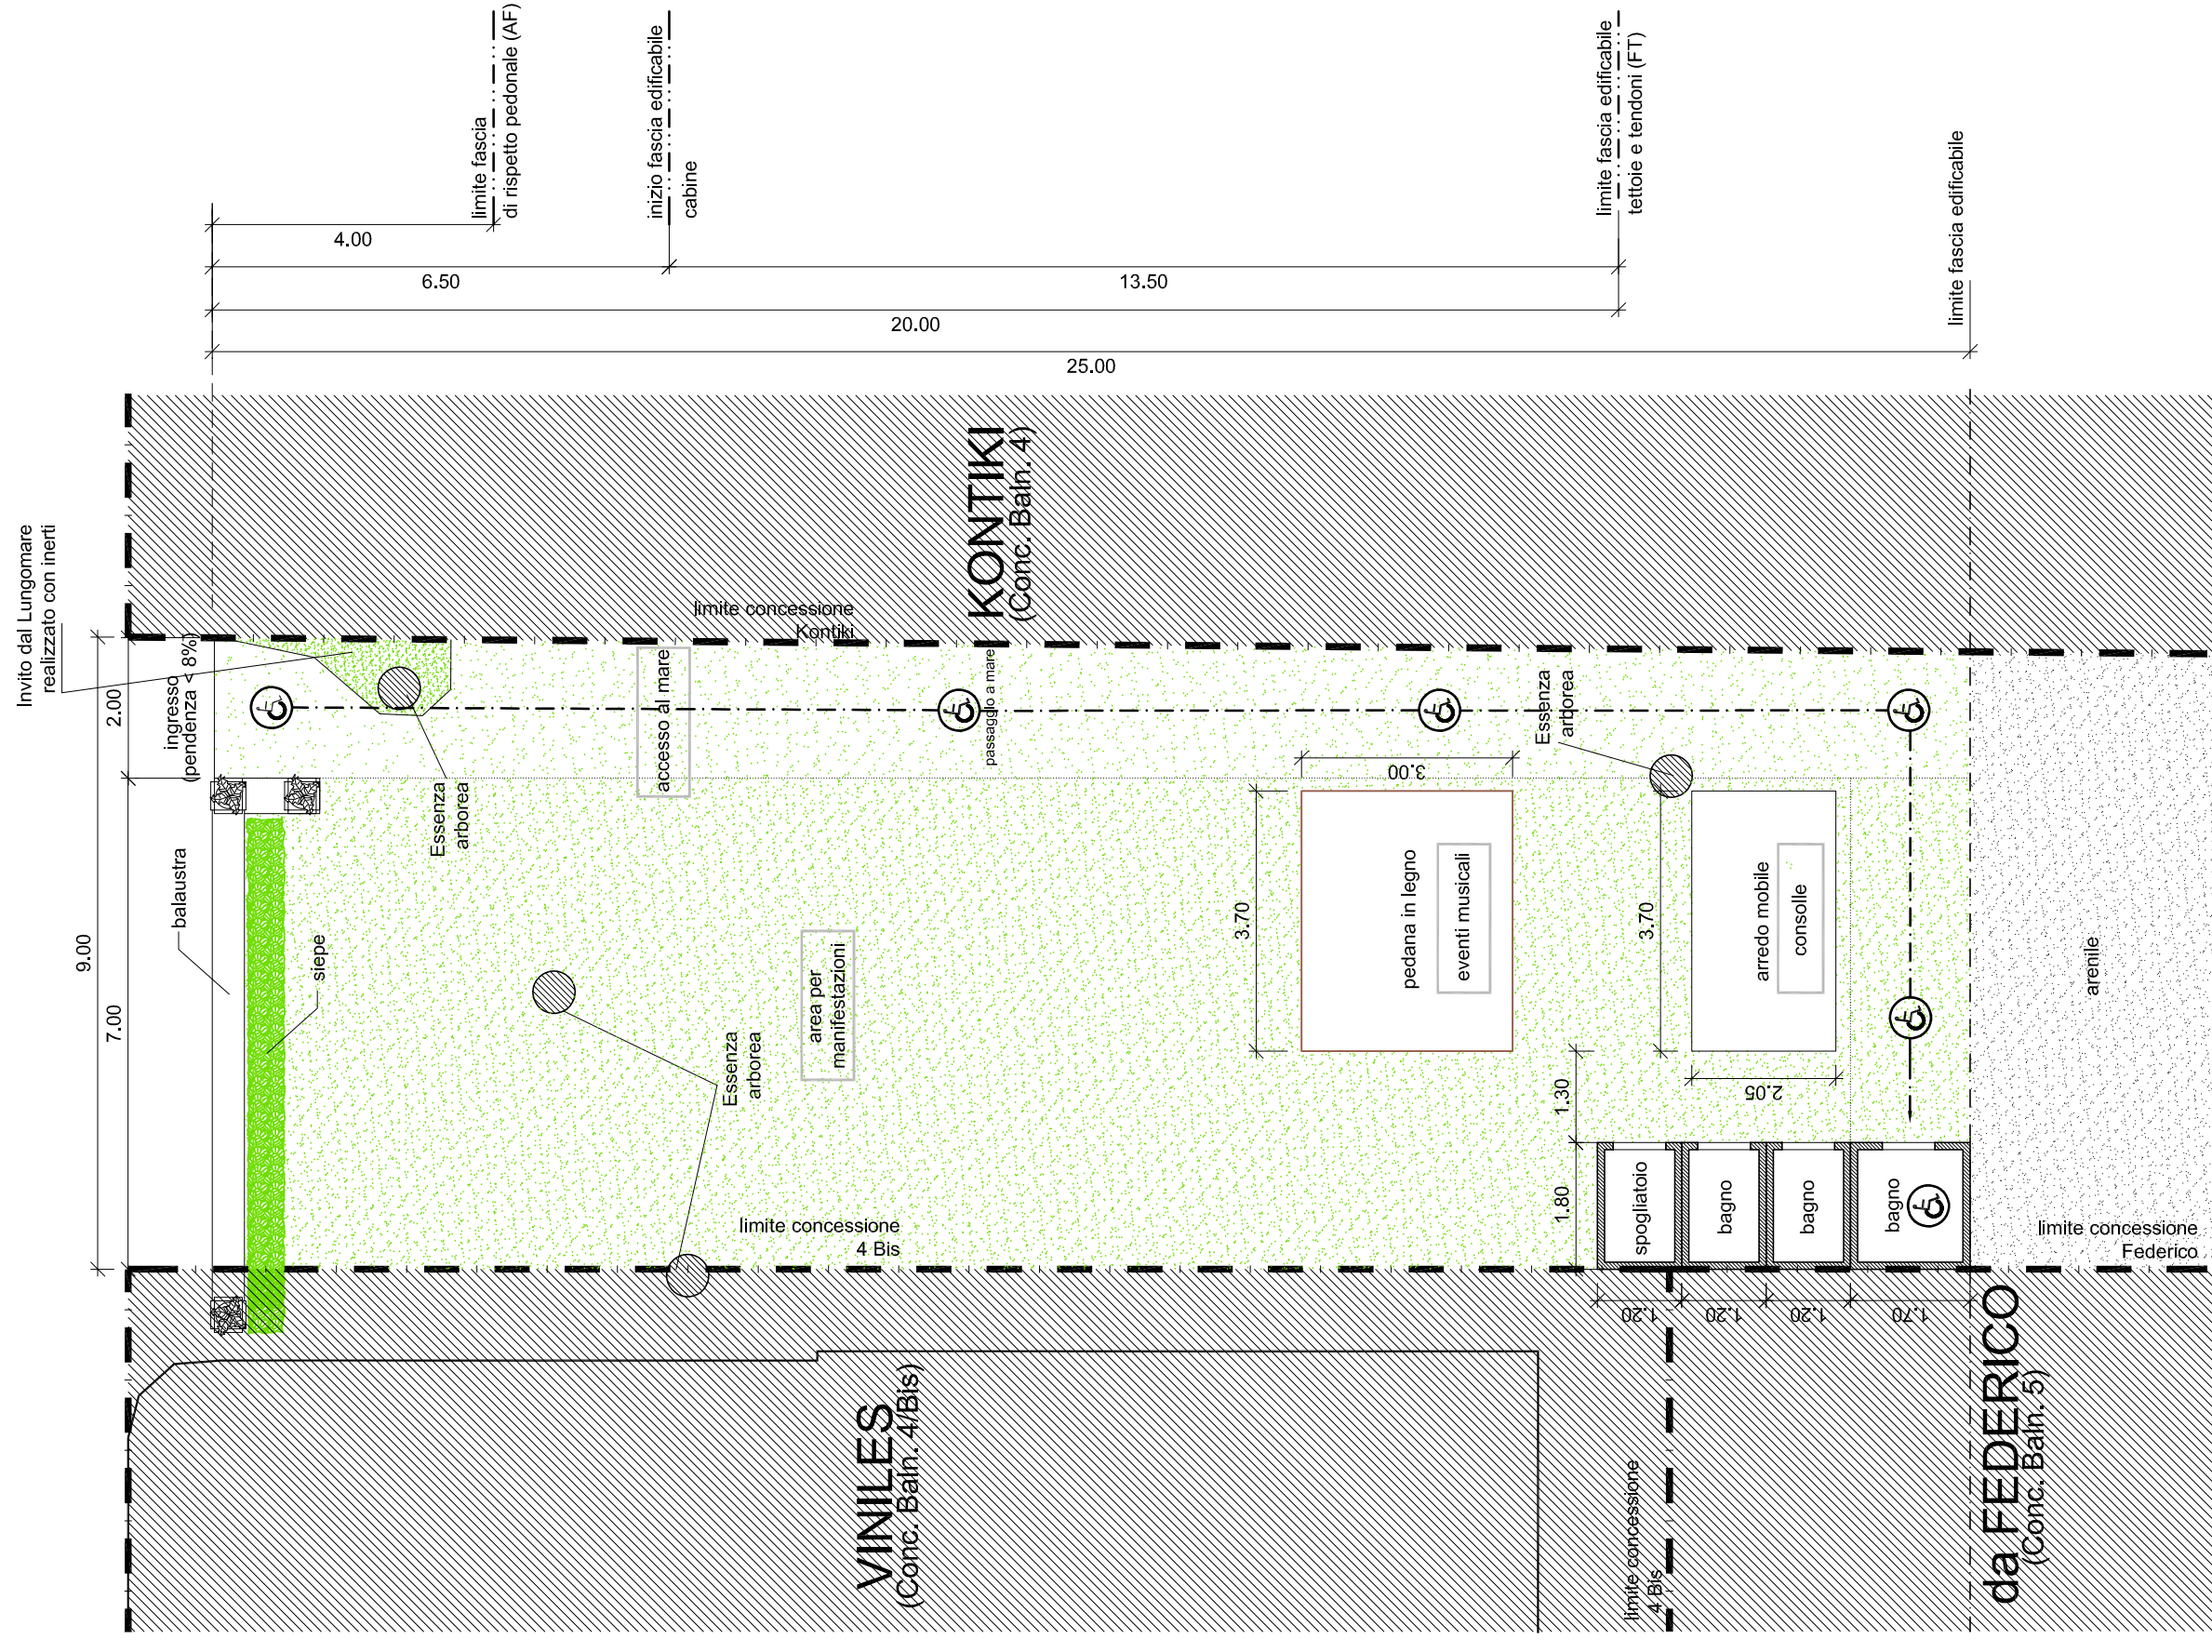 limite fascia
di rispetto pedonale (AF)
inizio fascia edificabile
cabine
limite fascia edificabile
tettoie e tendoni (FT)
limite fascia edificabile
4.00
6.50
13.50
20.00
25.00
KONTIKI
(Conc. Baln. 4)
Invito dal Lungomare
realizzato con inerti
limite concessione
Kontiki
ingresso
(pendenza < 8%)
2.00
9.00
7.00
accesso al mare
passaggio a mare
Essenza
arborea
Essenza
arborea
balaustra
siepe
area per
manifestazioni
Essenza
arborea
3.00
3.70
pedana in legno
eventi musicali
3.70
arredo mobile
consolle
2.05
1.30
1.80
arenile
spogliatoio
bagno
bagno
bagno
limite concessione
4 Bis
limite concessione
Federico
1.20
1.20
1.20
1.70
VINILES
(Conc. Baln. 4/Bis)
limite concessione
4 Bis
da FEDERICO
(Conc. Baln. 5)